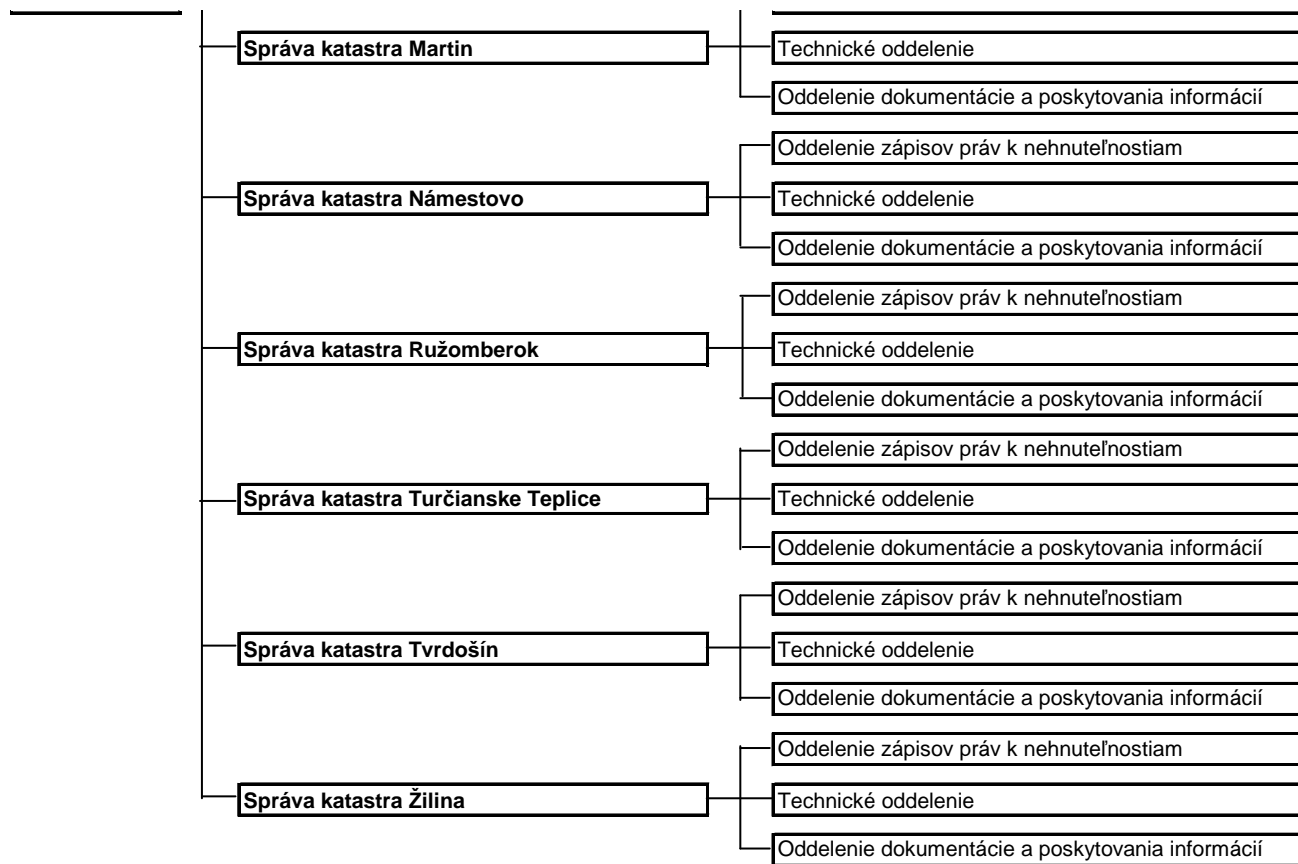 Správa katastra Martin
Technické oddelenie
Oddelenie dokumentácie a poskytovania informácií
Oddelenie zápisov práv k nehnuteľnostiam
Správa katastra Námestovo
Technické oddelenie
Oddelenie dokumentácie a poskytovania informácií
Oddelenie zápisov práv k nehnuteľnostiam
Správa katastra Ružomberok
Technické oddelenie
Oddelenie dokumentácie a poskytovania informácií
Oddelenie zápisov práv k nehnuteľnostiam
Správa katastra Turčianske Teplice
Technické oddelenie
Oddelenie dokumentácie a poskytovania informácií
Oddelenie zápisov práv k nehnuteľnostiam
Správa katastra Tvrdošín
Technické oddelenie
Oddelenie dokumentácie a poskytovania informácií
Oddelenie zápisov práv k nehnuteľnostiam
Správa katastra Žilina
Technické oddelenie
Oddelenie dokumentácie a poskytovania informácií